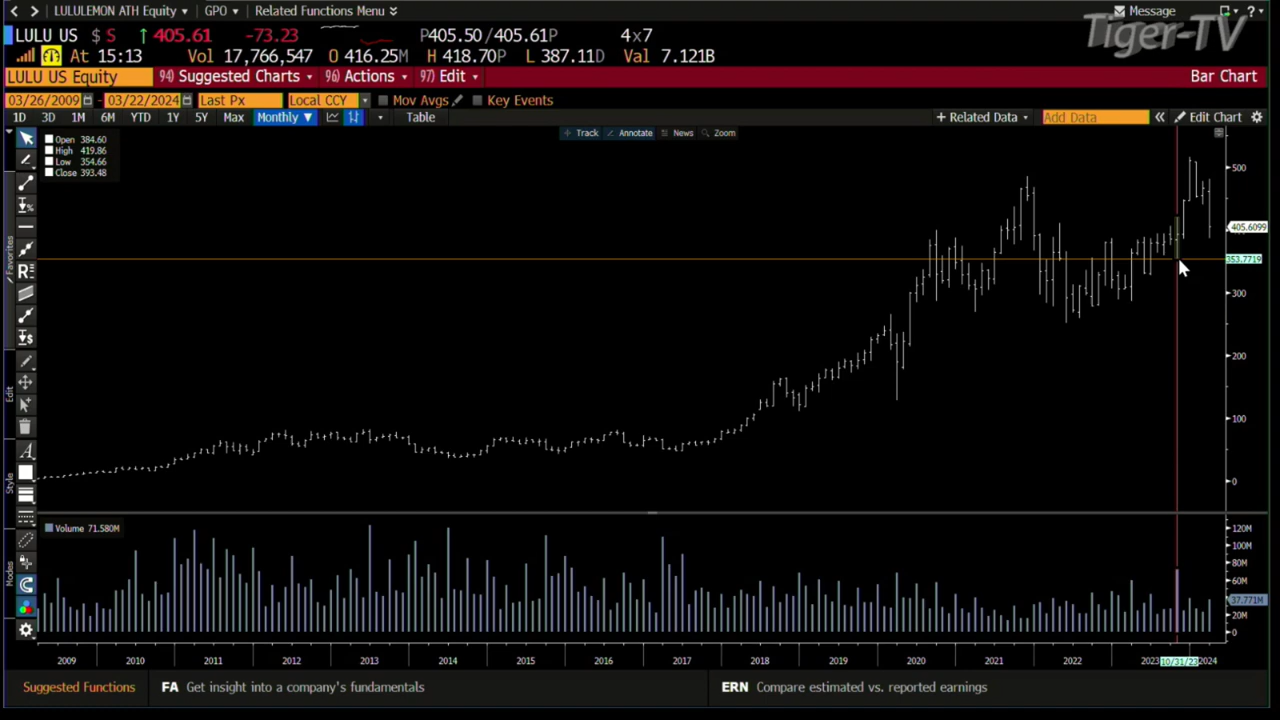 LULULEMON ATH Equity GPO Related Functions Menu Message ?
Tiger-TV
LULU US $ S 405.61 -73.23 P405.50/405.61P 4x7
At 15:13 Vol 17,766,547 O 416.25M H 418.70P L 387.11D Val 7.121B
LULU US Equity 94) Suggested Charts 96) Actions 97) Edit Bar Chart
03/26/2009 - 03/22/2024 Last Px Local CCY Mov Avgs Key Events
1D 3D 1M 6M YTD 1Y 5Y Max Monthly Table + Related Data Add Data Edit Chart
Track Annotate News Zoom
Open 384.60
High 419.86
Low 354.66
Close 393.48
500
405.6099
353.7719
300
200
100
0
Favorites
Edit
Style
Modes
Volume 71.580M
120M
100M
80M
60M
37.771M
20M
0
2009 2010 2011 2012 2013 2014 2015 2016 2017 2018 2019 2020 2021 2022 2023 10/31/23 2024
Suggested Functions FA Get insight into a company's fundamentals ERN Compare estimated vs. reported earnings